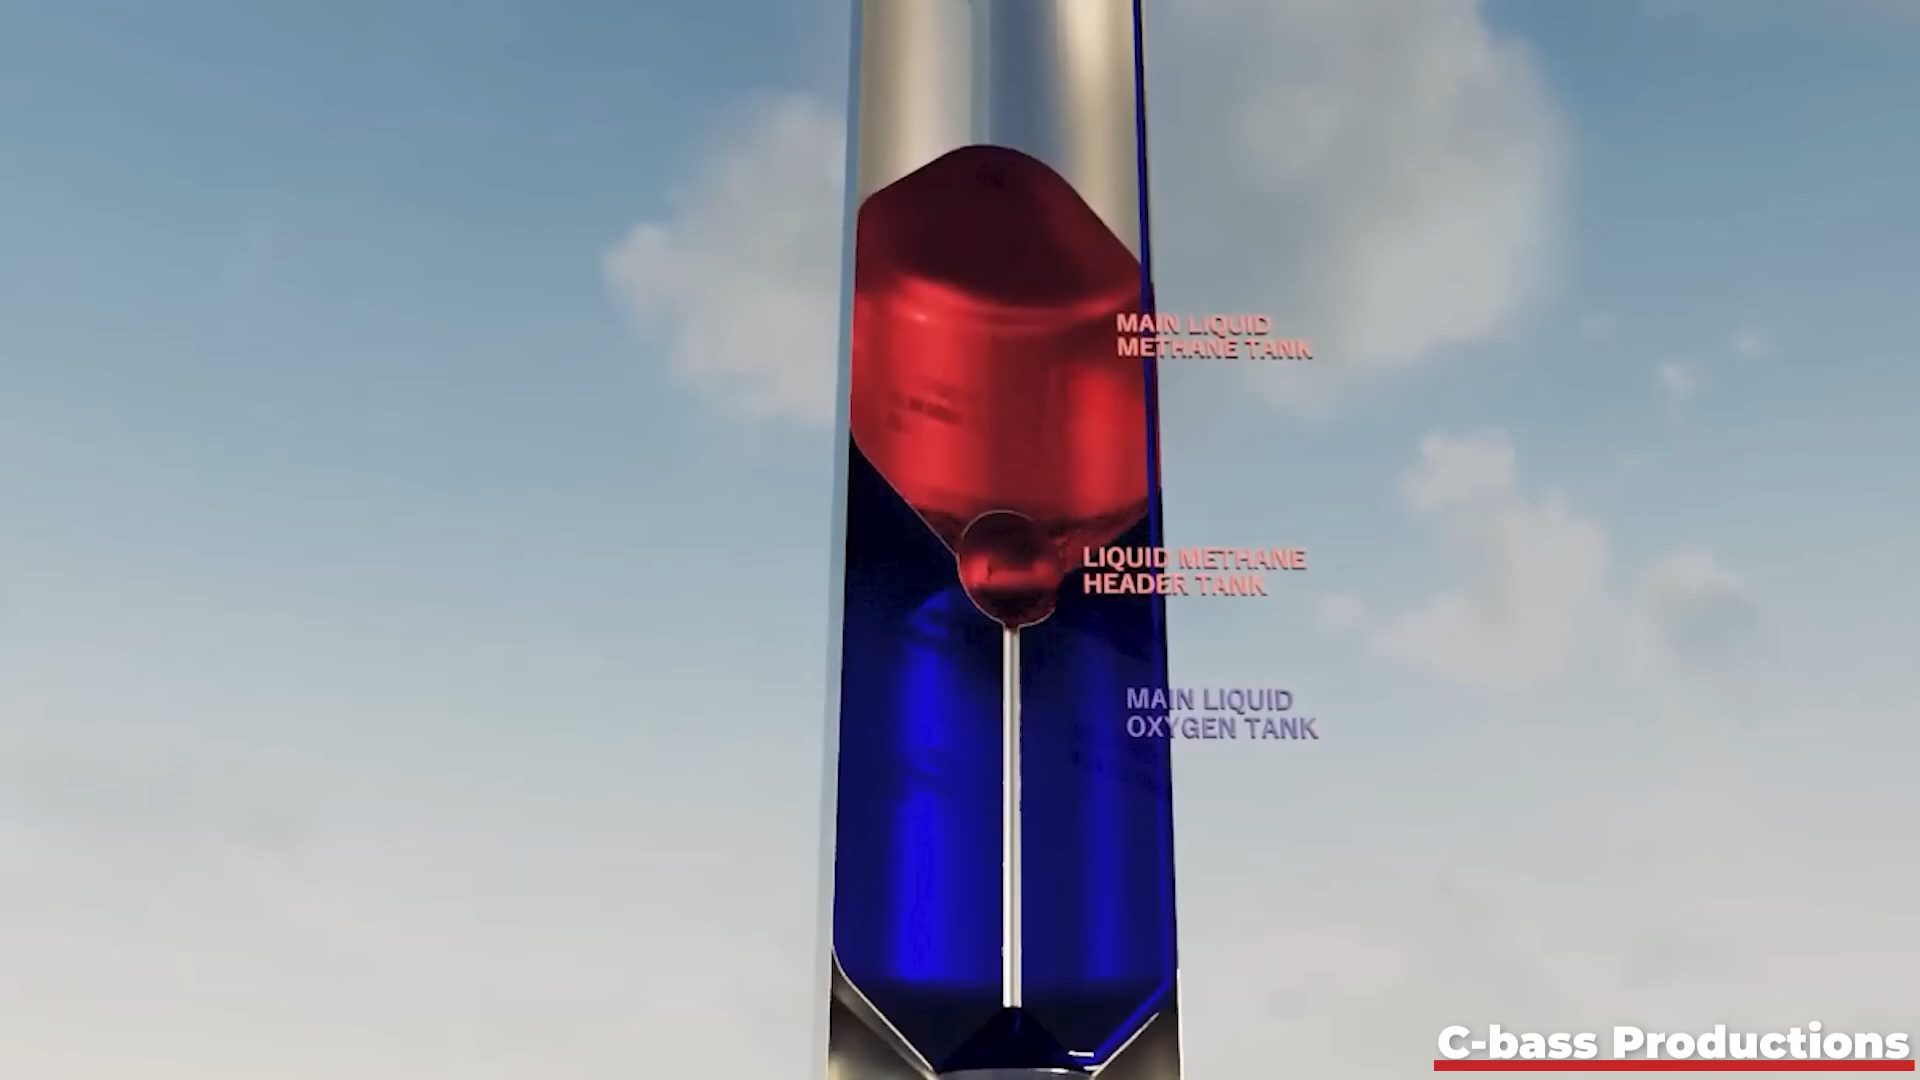 MAIN LIQUID
METHANE TANK
LIQUID METHANE
HEADER TANK
MAIN LIQUID
OXYGEN TANK
C-bass Productions